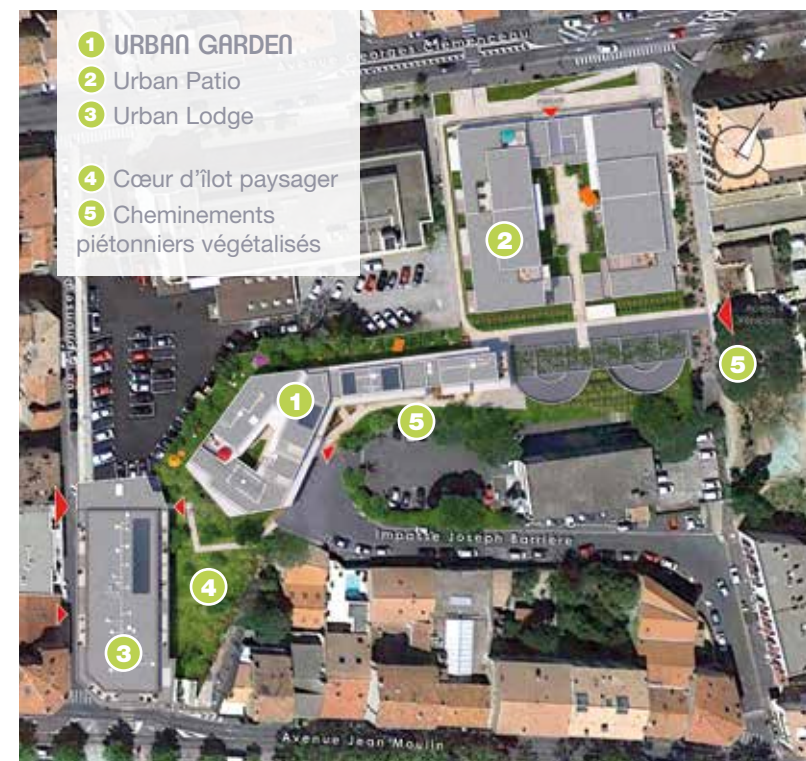 1 URBAN GARDEN
2 Urban Patio
3 Urban Lodge
4 Cœur d'îlot paysager
5 Cheminements
piétonniers végétalisés
Avenue Georges Clemenceau
2
5
1
5
Impasse Joseph Barrière
4
3
Avenue Jean Moulin